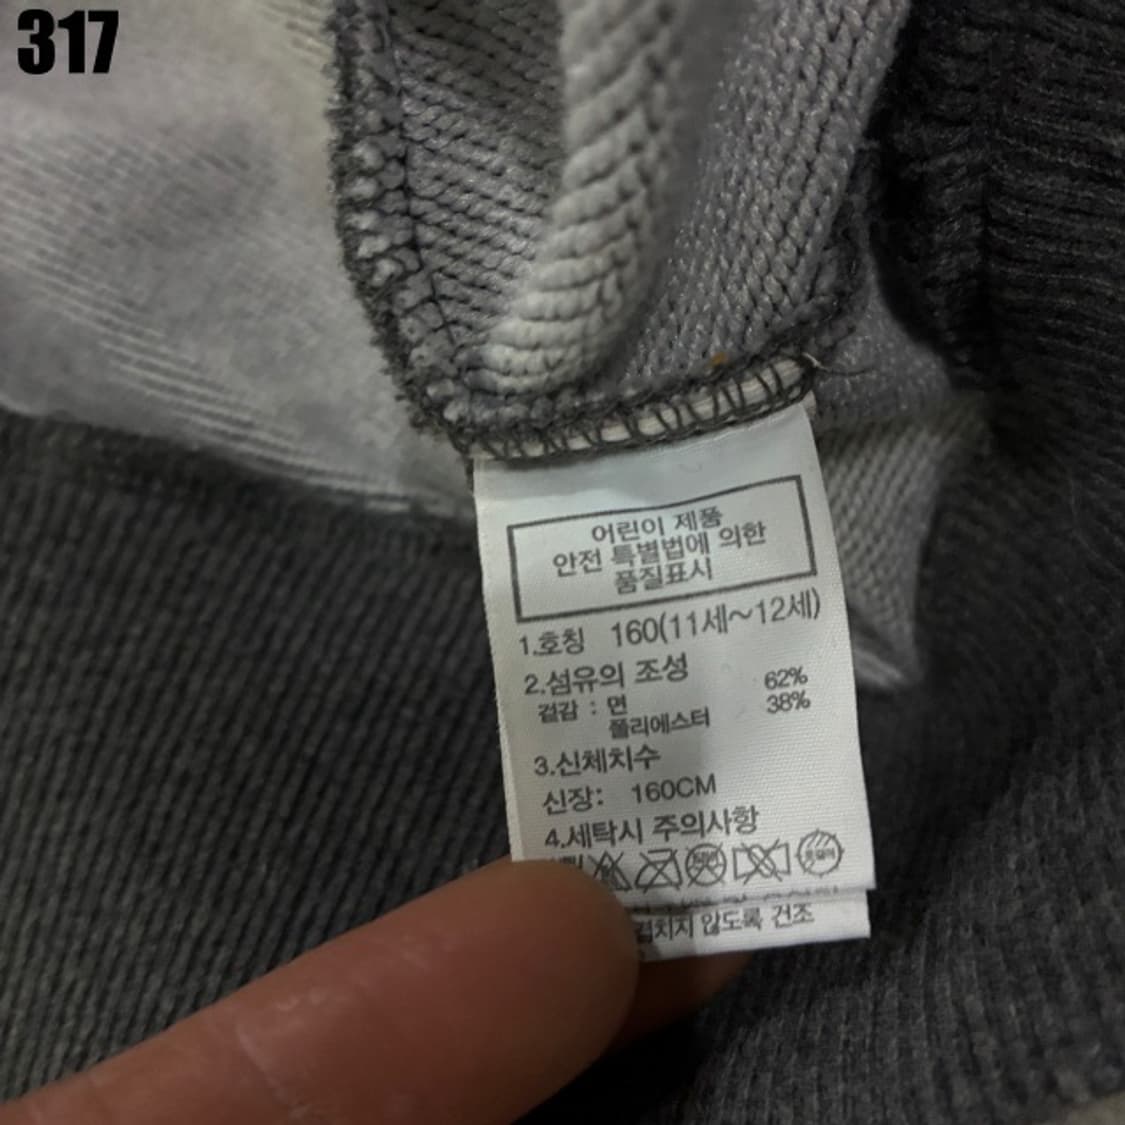 317
어린이 제품
안전 특별법에 의한
품질표시
1.호칭 160(11세~12세)
2.섬유의 조성
겉감 : 면 62%
폴리에스터 38%
3.신체치수
신장: 160CM
4.세탁시 주의사항
겹치지 않도록 건조